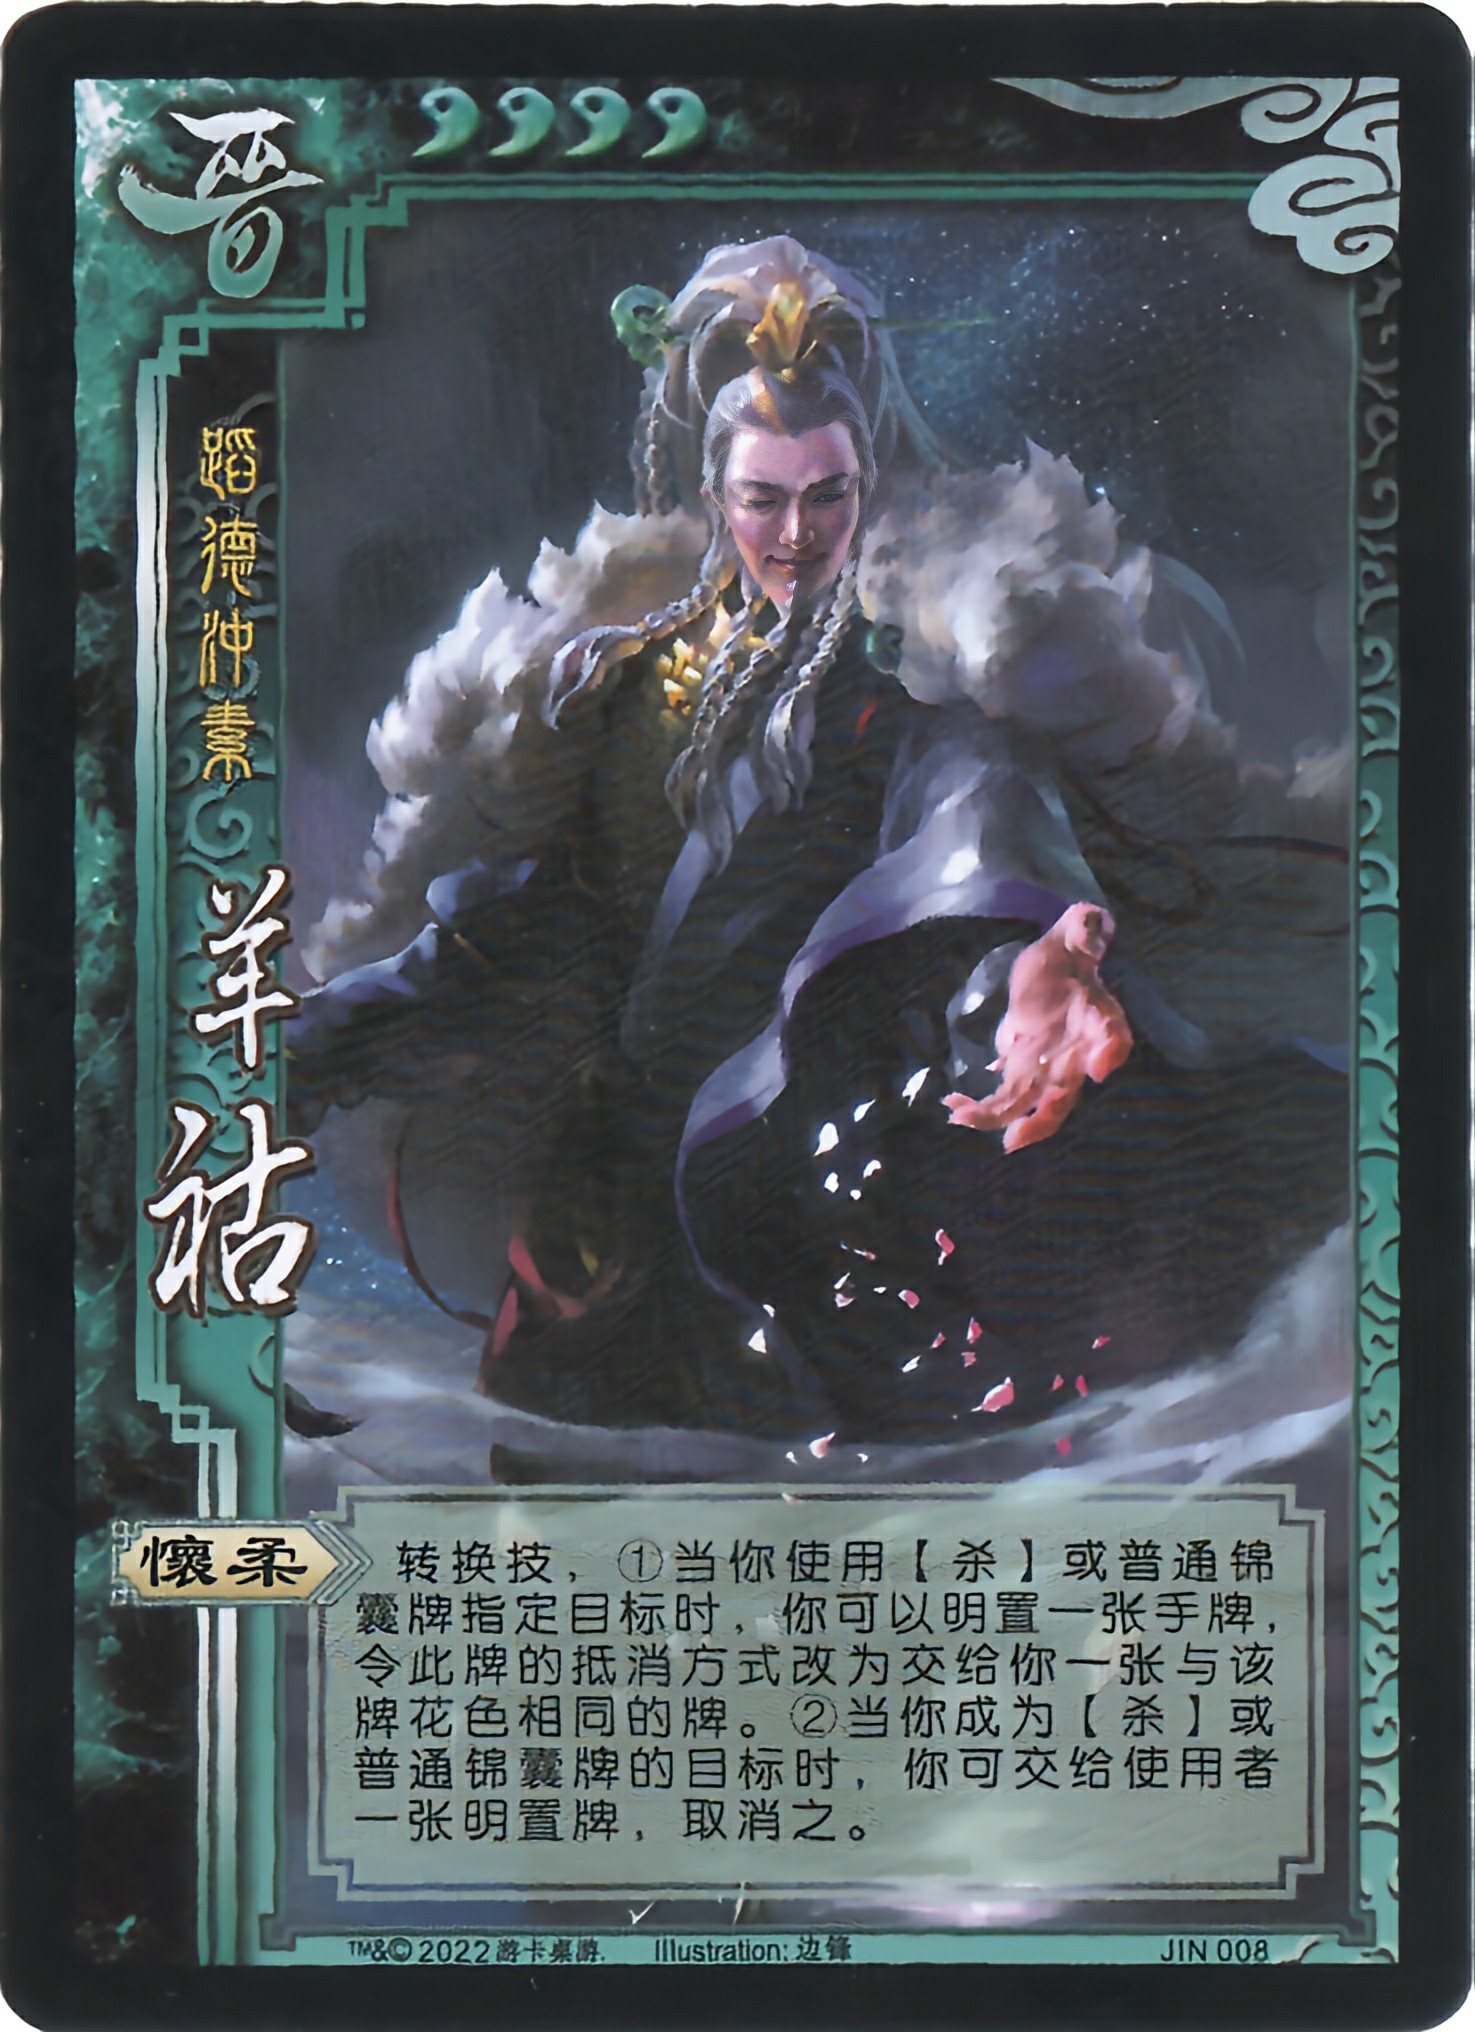 晋
蹈德冲素
羊祜
懷柔
转换技，①当你使用【杀】或普通锦
囊牌指定目标时，你可以明置一张手牌，
令此牌的抵消方式改为交给你一张与该
牌花色相同的牌。②当你成为【杀】或
普通锦囊牌的目标时，你可交给使用者
一张明置牌，取消之。
™&©2022游卡桌游.
Illustration:边锋
JIN 008